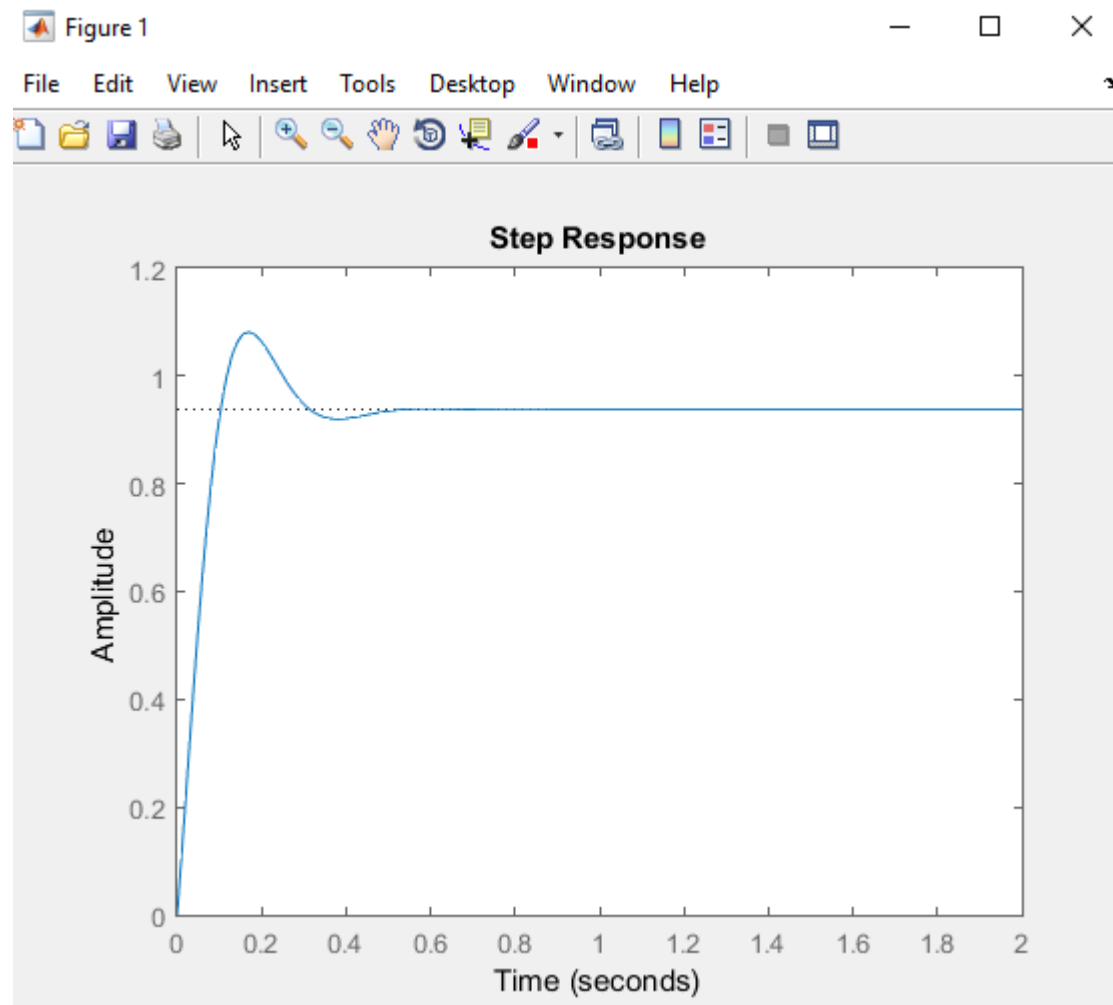 Figure 1
File Edit View Insert Tools Desktop Window Help
Step Response
1.2
1
0.8
0.6
0.4
0.2
0
Amplitude
0 0.2 0.4 0.6 0.8 1 1.2 1.4 1.6 1.8 2
Time (seconds)